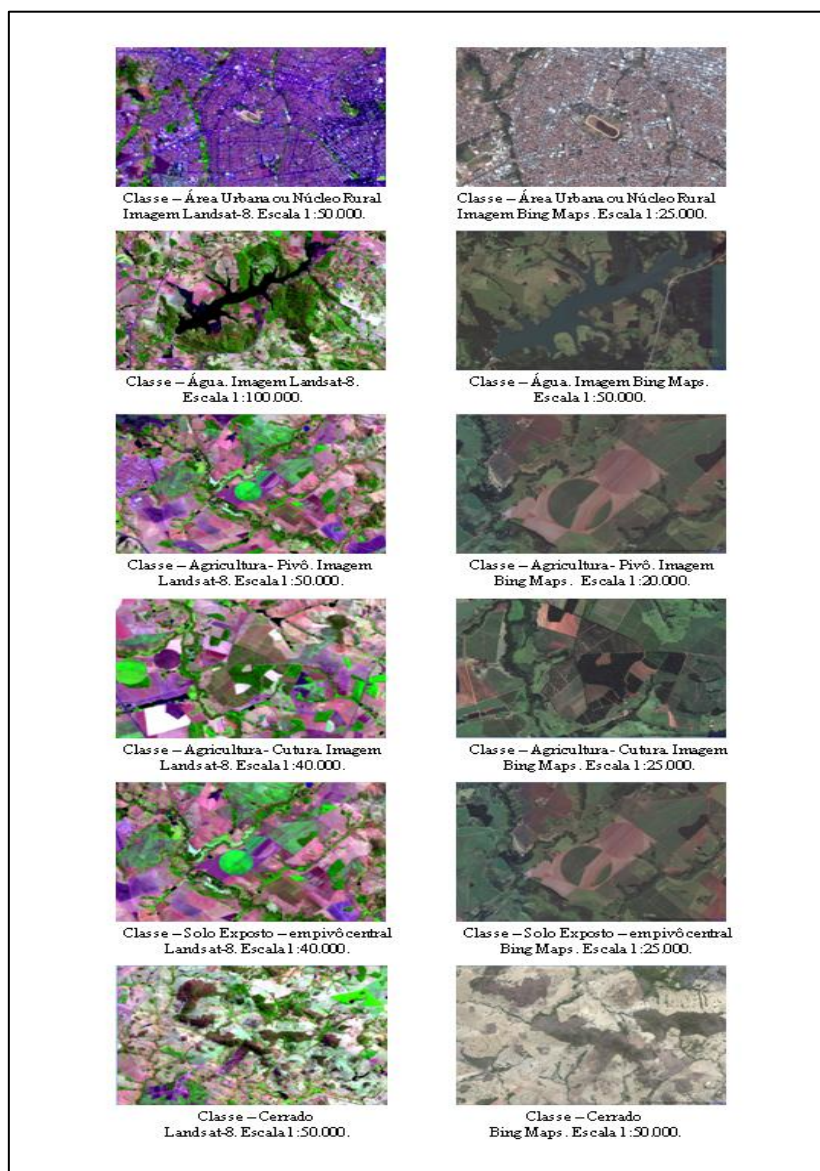 Classe – Área Urbana ou Núcleo Rural
Imagem Landsat-8. Escala 1:50.000.
Classe – Área Urbana ou Núcleo Rural
Imagem Bing Maps. Escala 1:25.000.
Classe – Água. Imagem Landsat-8.
Escala 1:100.000.
Classe – Água. Imagem Bing Maps.
Escala 1:50.000.
Classe – Agricultura- Pivô. Imagem
Landsat-8. Escala 1:50.000.
Classe – Agricultura- Pivô. Imagem
Bing Maps. Escala 1:20.000.
Classe – Agricultura- Cutura. Imagem
Landsat-8. Escala 1:40.000.
Classe – Agricultura- Cutura. Imagem
Bing Maps. Escala 1:25.000.
Classe – Solo Exposto – em pivô central
Landsat-8. Escala 1:40.000.
Classe – Solo Exposto – em pivô central
Bing Maps. Escala 1:25.000.
Classe – Cerrado
Landsat-8. Escala 1:50.000.
Classe – Cerrado
Bing Maps. Escala 1:50.000.